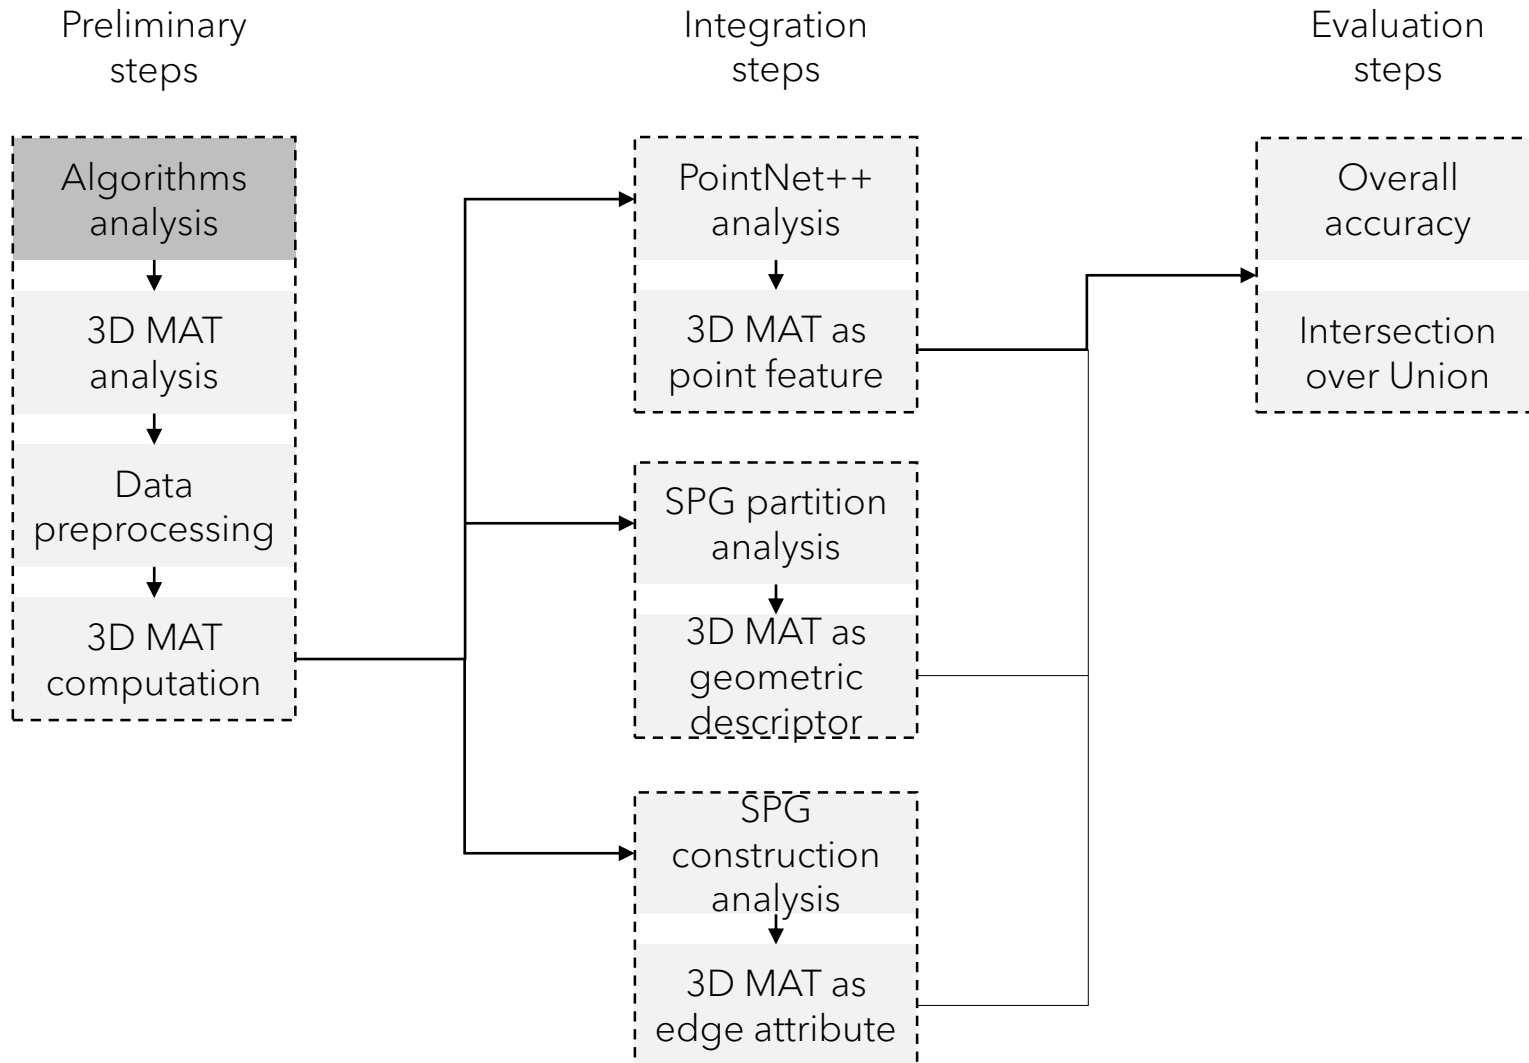 Preliminary
steps
Algorithms
analysis
3D MAT
analysis
Data
preprocessing
3D MAT
computation
Integration
steps
PointNet++
analysis
3D MAT as
point feature
SPG partition
analysis
3D MAT as
geometric
descriptor
SPG
construction
analysis
3D MAT as
edge attribute
Evaluation
steps
Overall
accuracy
Intersection
over Union